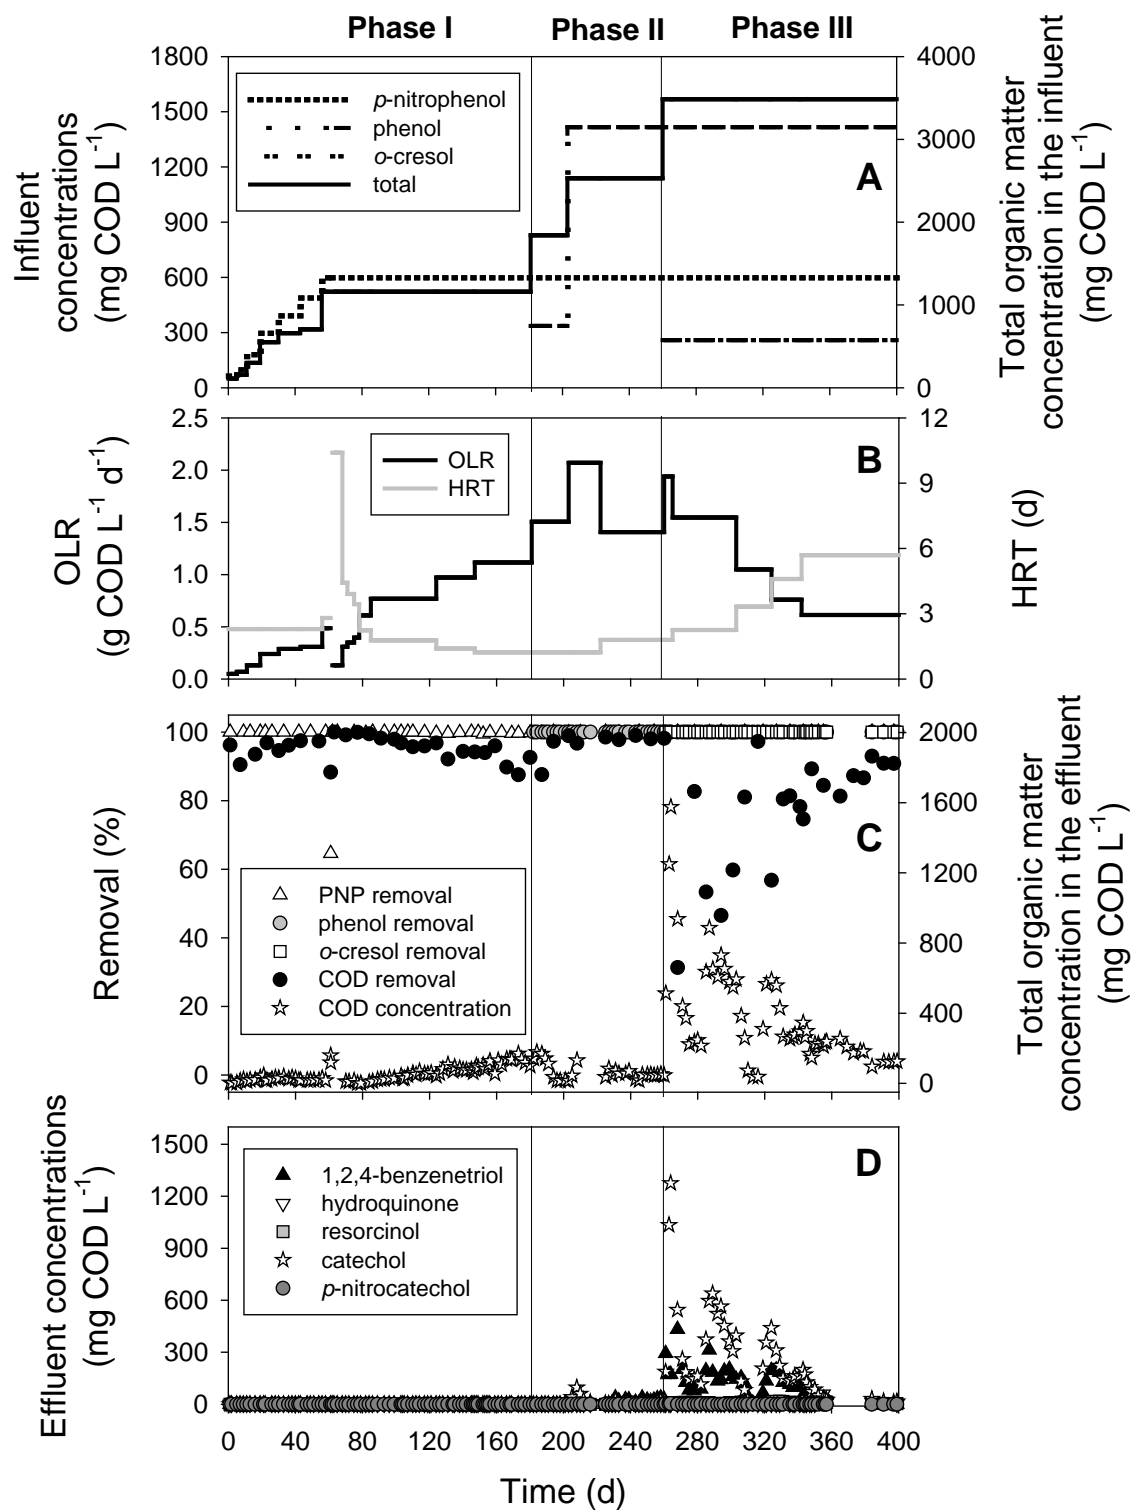 Phase I Phase II Phase III
1800
1500
1200
900
600
300
0
Influent
concentrations
(mg COD L-1)
p-nitrophenol
phenol
o-cresol
total
A
4000
3000
2000
1000
0
Total organic matter
concentration in the influent
(mg COD L-1)
2.5
2.0
1.5
1.0
0.5
0.0
OLR
(g COD L-1 d-1)
OLR
HRT
B
12
9
6
3
0
HRT (d)
100
80
60
40
20
0
Removal (%)
PNP removal
phenol removal
o-cresol removal
COD removal
COD concentration
C
2000
1600
1200
800
400
0
Total organic matter
concentration in the effluent
(mg COD L-1)
1500
1200
900
600
300
0
Effluent concentrations
(mg COD L-1)
1,2,4-benzenetriol
hydroquinone
resorcinol
catechol
p-nitrocatechol
D
0 40 80 120 160 200 240 280 320 360 400
Time (d)